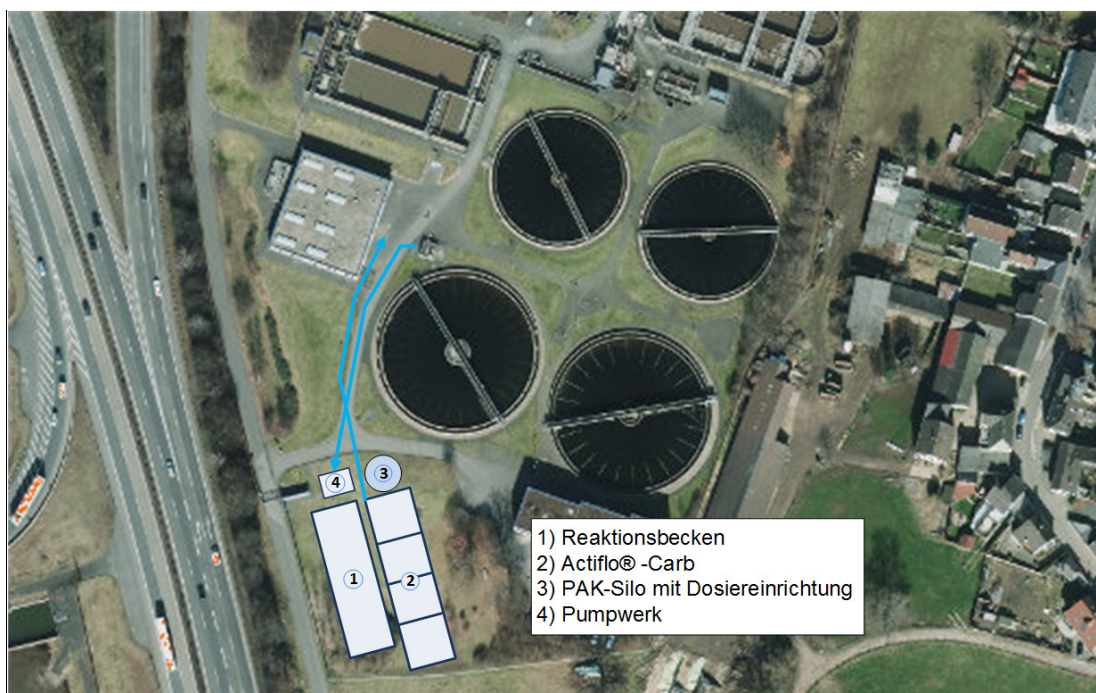 3
4
1
2
1) Reaktionsbecken
2) Actiflo® -Carb
3) PAK-Silo mit Dosiereinrichtung
4) Pumpwerk